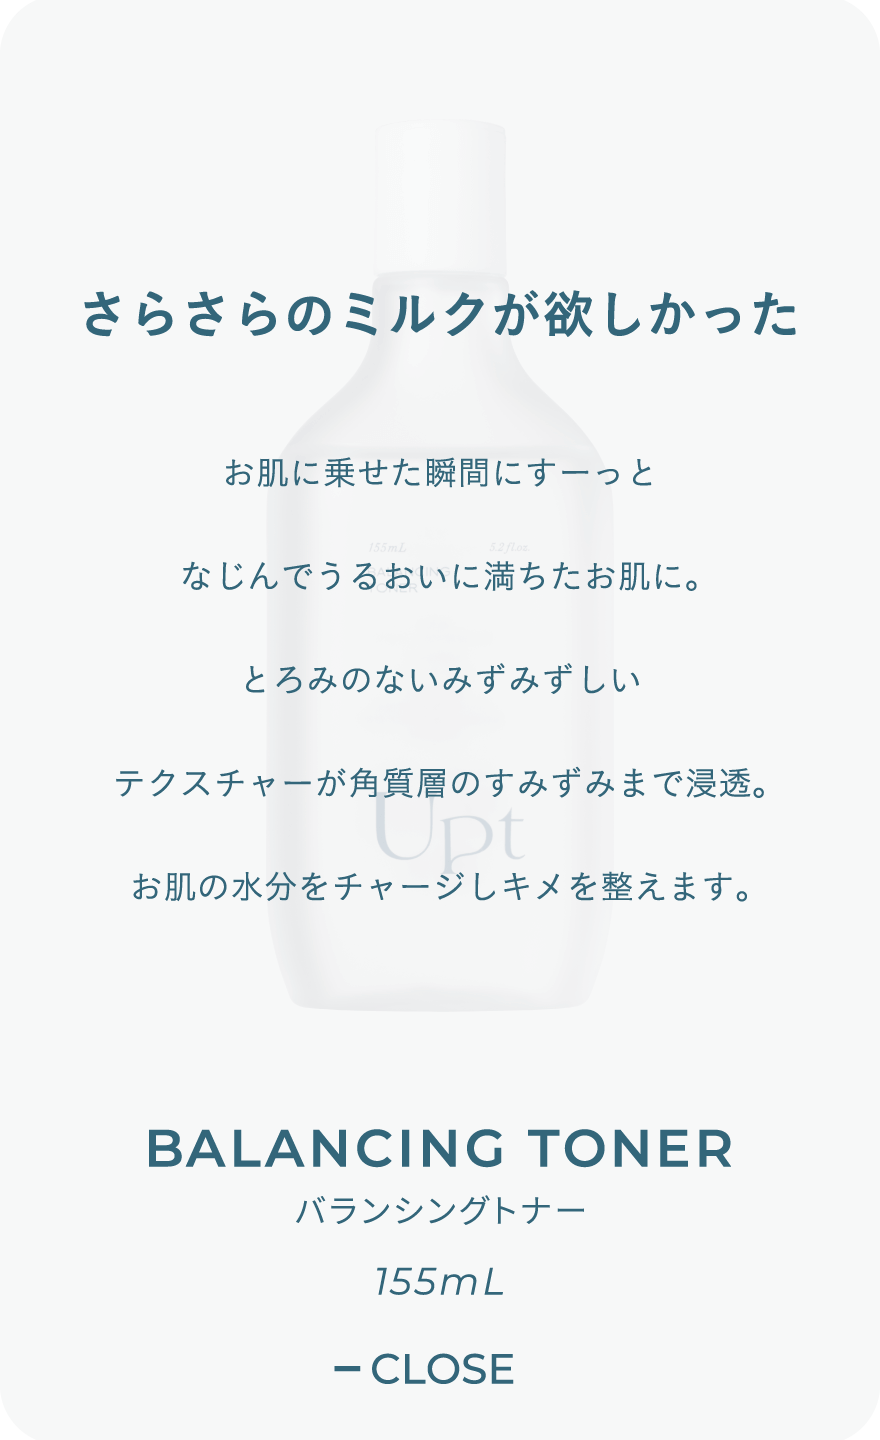 さらさらのミルクが欲しかった
お肌に乗せた瞬間にすーっと
155mL 5.2fl.oz.
BALANCING
TONER
なじんでうるおいに満ちたお肌に。
とろみのないみずみずしい
テクスチャーが角質層のすみずみまで浸透。
Upt
お肌の水分をチャージしキメを整えます。
BALANCING TONER
バランシングトナー
155mL
– CLOSE